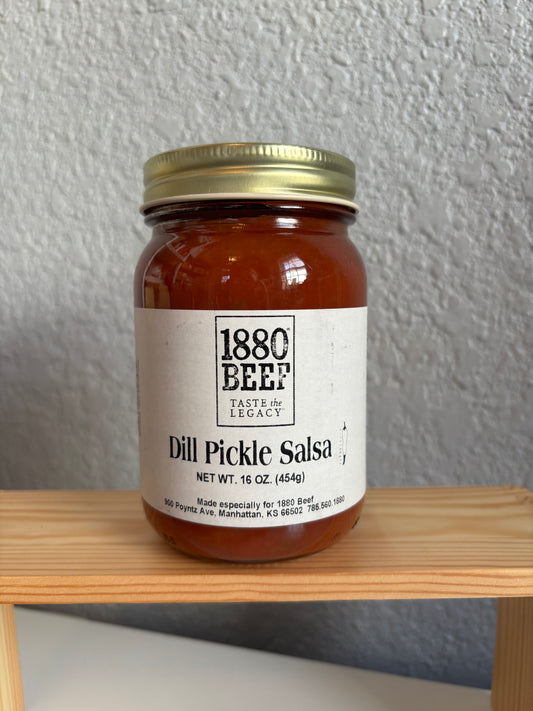 1880
BEEF
TASTE the
LEGACY™
Dill Pickle Salsa
NET WT. 16 OZ. (454g)
Made especially for 1880 Beef
900 Poyntz Ave, Manhattan, KS 66502 785.560.1880